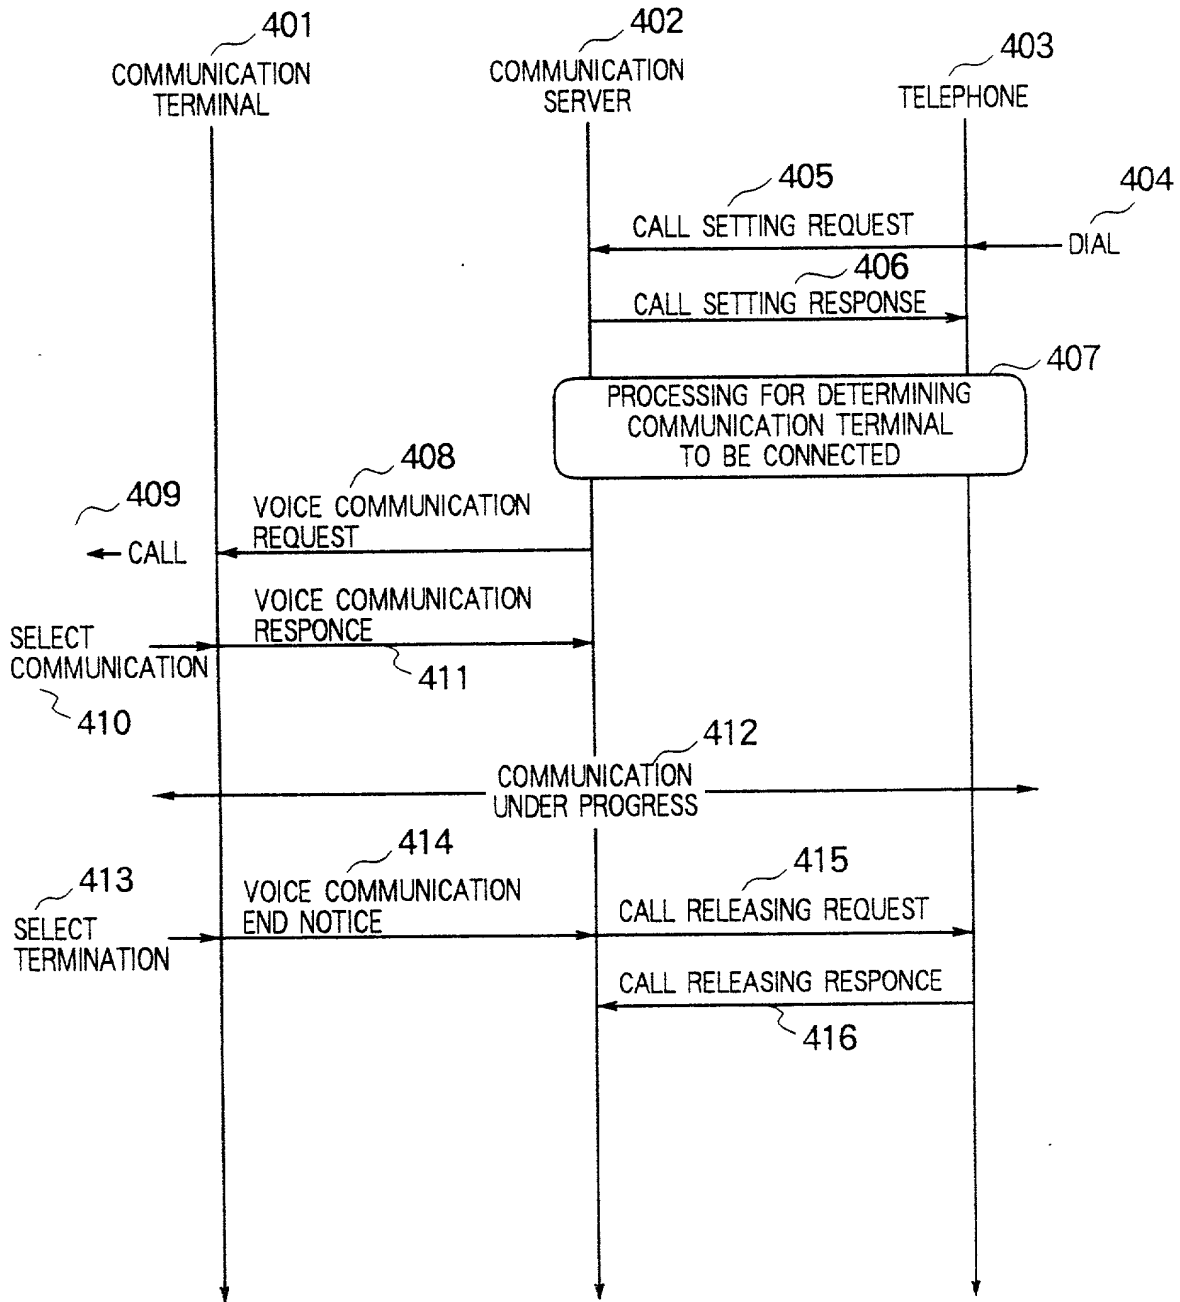 401
COMMUNICATION
TERMINAL
402
COMMUNICATION
SERVER
403
TELEPHONE
405
CALL SETTING REQUEST
404
DIAL
406
CALL SETTING RESPONSE
407
PROCESSING FOR DETERMINING
COMMUNICATION TERMINAL
TO BE CONNECTED
408
VOICE COMMUNICATION
REQUEST
409
CALL
VOICE COMMUNICATION
RESPONCE
411
SELECT
COMMUNICATION
410
412
COMMUNICATION
UNDER PROGRESS
413
SELECT
TERMINATION
414
VOICE COMMUNICATION
END NOTICE
415
CALL RELEASING REQUEST
CALL RELEASING RESPONCE
416